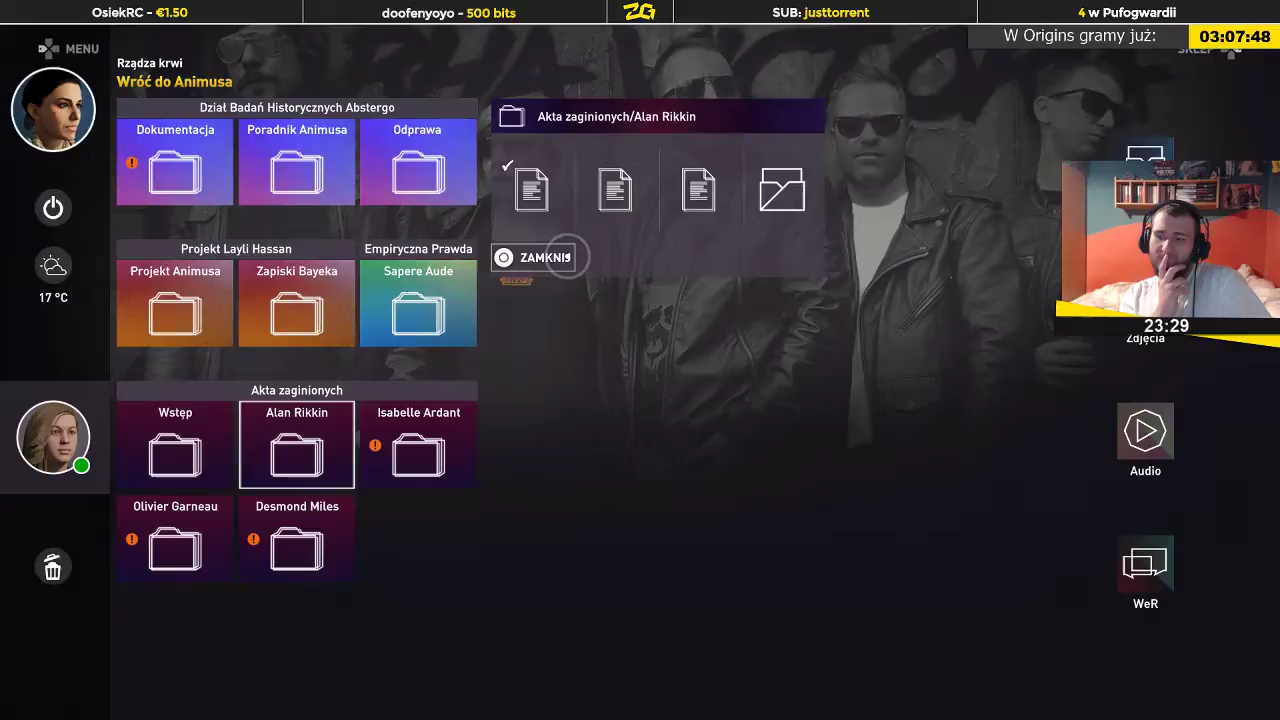 OsiekRC - €1.50
doofenyoyo - 500 bits
ZG
SUB: justtorrent
4 w Pufogwardii
W Origins gramy już:
03:07:48
MENU
SKLEP
Rządza krwi
Wróć do Animusa
Dział Badań Historycznych Abstergo
Dokumentacja
Poradnik Animusa
Odprawa
Akta zaginionych/Alan Rikkin
ZAMKNIJ
Projekt Layli Hassan
Empiryczna Prawda
Projekt Animusa
Zapiski Bayeka
Sapere Aude
17 °C
23:29
Zdjęcia
Akta zaginionych
Wstęp
Alan Rikkin
Isabelle Ardant
Audio
Olivier Garneau
Desmond Miles
WeR